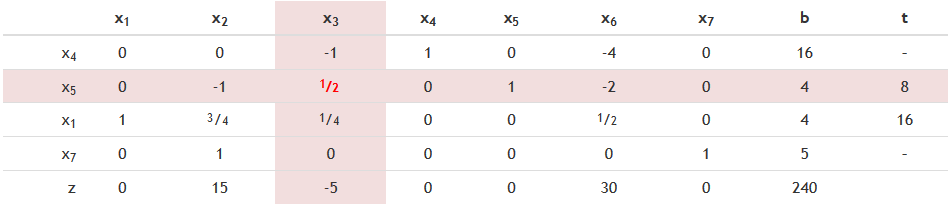 x₁ x₂ x₃ x₄ x₅ x₆ x₇ b t
x₄ 0 0 -1 1 0 -4 0 16 -
x₅ 0 -1 1/2 0 1 -2 0 4 8
x₁ 1 3/4 1/4 0 0 1/2 0 4 16
x₇ 0 1 0 0 0 0 1 5 -
z 0 15 -5 0 0 30 0 240